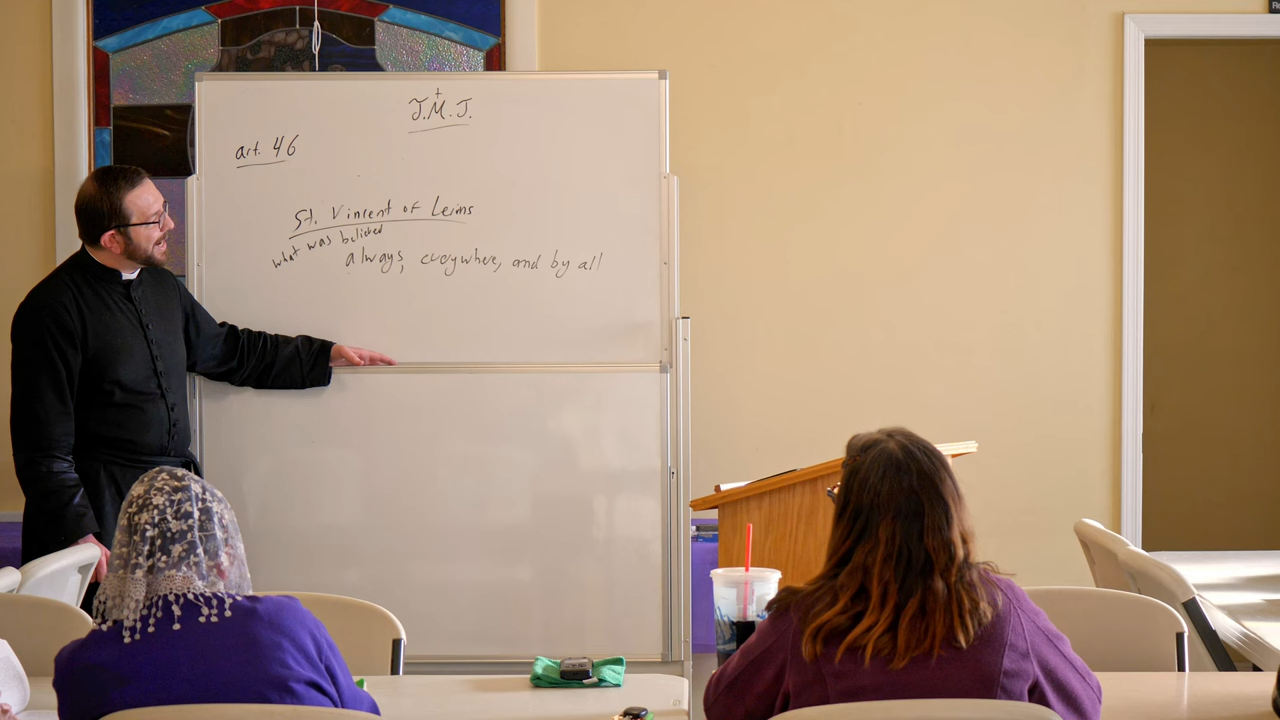 J.M.J.
art. 46
St. Vincent of Lerins
what was believed
always, everywhere, and by all